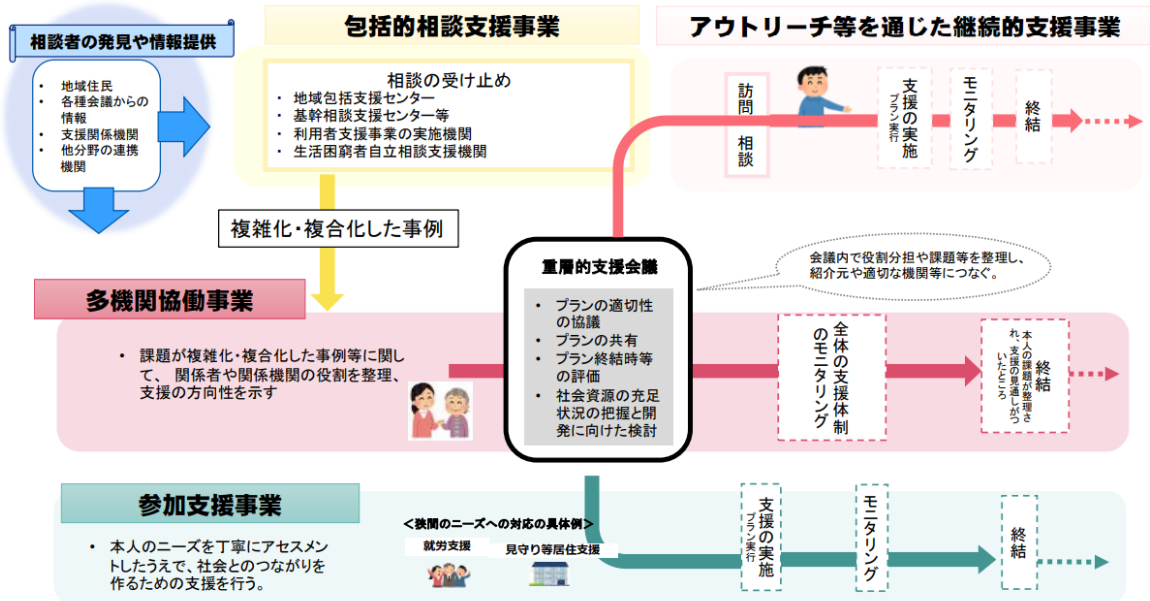 相談者の発見や情報提供
・ 地域住民
・ 各種会議からの
情報
・ 支援関係機関
・ 他分野の連携
機関
包括的相談支援事業
相談の受け止め
・ 地域包括支援センター
・ 基幹相談支援センター等
・ 利用者支援事業の実施機関
・ 生活困窮者自立相談支援機関
複雑化・複合化した事例
アウトリーチ等を通じた継続的支援事業
訪問 相談
支援の実施
プラン実行
モニタリング
終結
重層的支援会議
・ プランの適切性
の協議
・ プランの共有
・ プラン終結時等
の評価
・ 社会資源の充足
状況の把握と開
発に向けた検討
会議内で役割分担や課題等を整理し、
紹介元や適切な機関等につなぐ。
多機関協働事業
・ 課題が複雑化・複合化した事例等に関し
て、 関係者や関係機関の役割を整理、
支援の方向性を示す
全体の支援体制
のモニタリング
終結
本人の課題が整理さ
れ、支援の見通しがつ
いたところ
参加支援事業
・ 本人のニーズを丁寧にアセスメン
トしたうえで、社会とのつながりを
作るための支援を行う。
＜狭間のニーズへの対応の具体例＞
就労支援
見守り等居住支援
支援の実施
プラン実行
モニタリング
終結